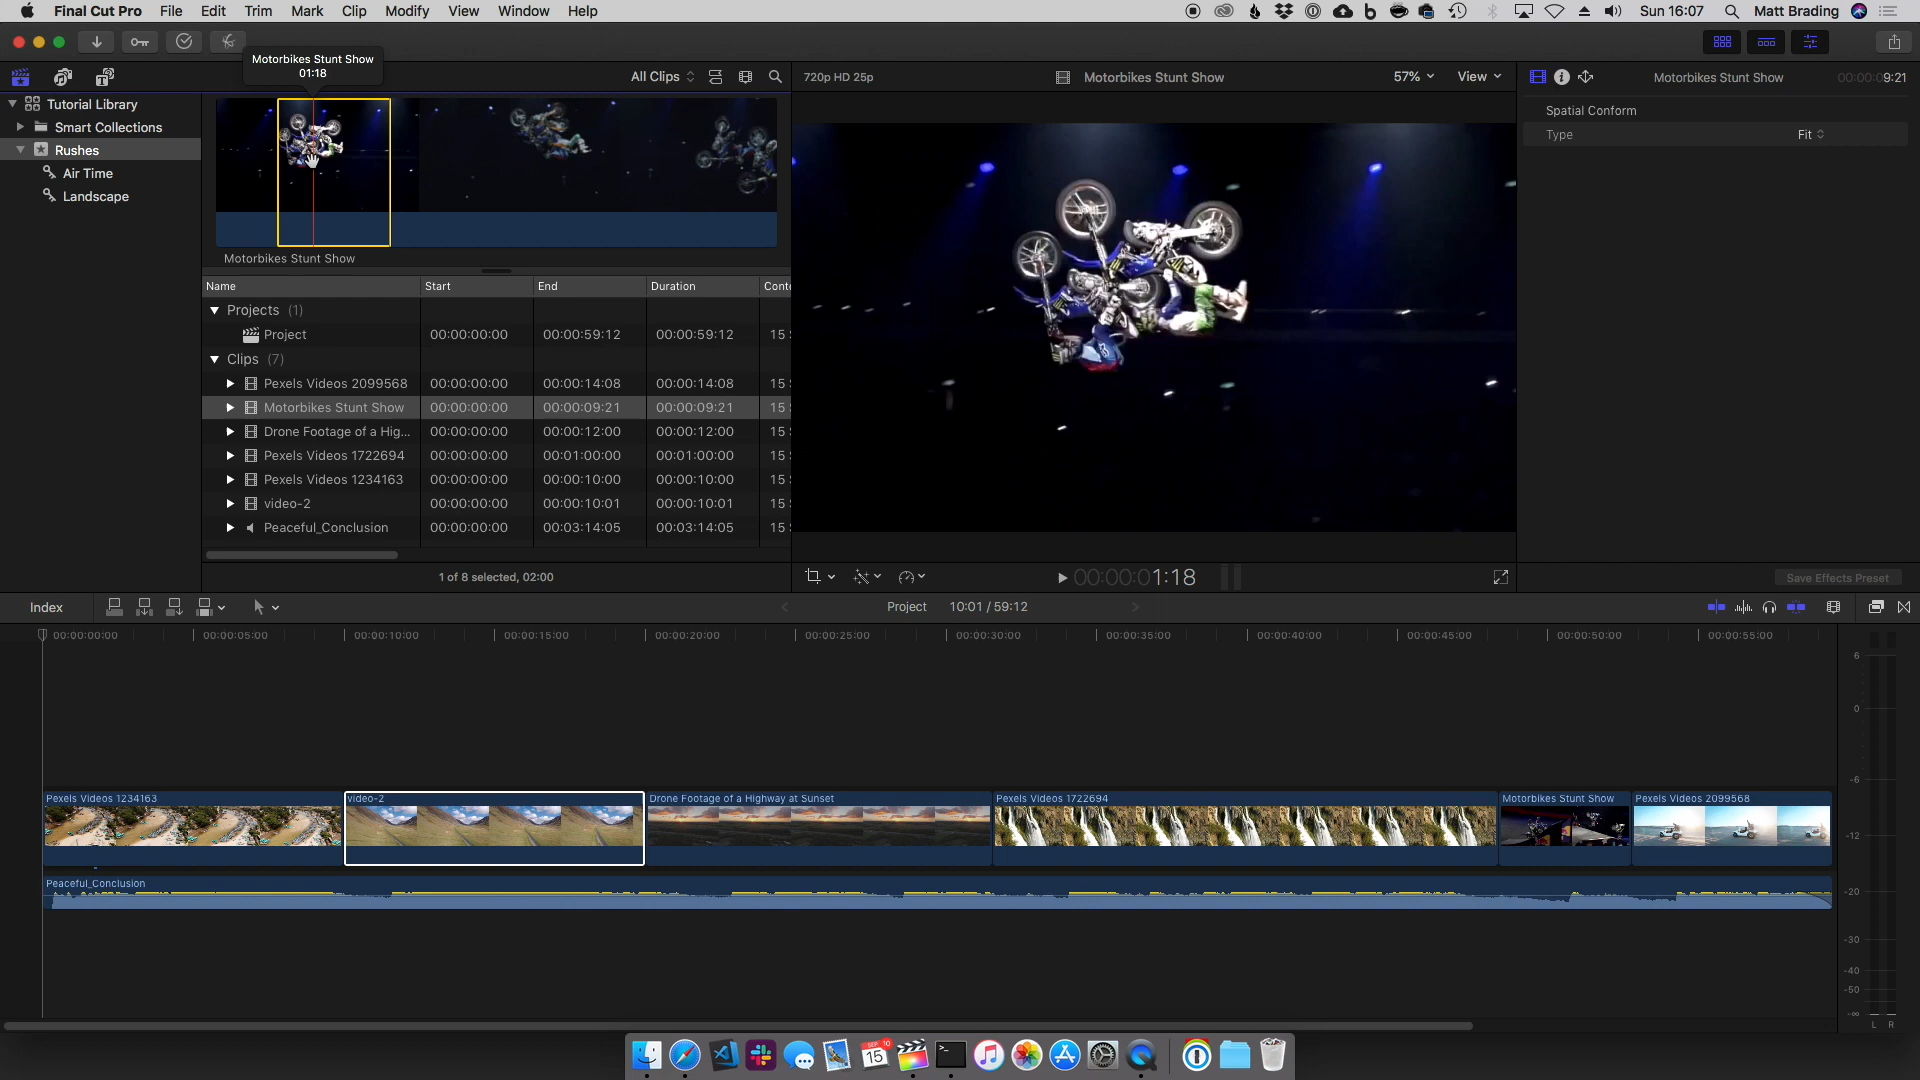 Final Cut Pro File Edit Trim Mark Clip Modify View Window Help Sun 16:07 Matt Brading
Motorbikes Stunt Show
01:18
All Clips
720p HD 25p Motorbikes Stunt Show 57% View
Motorbikes Stunt Show 00:00:09:21
Tutorial Library
Smart Collections
Rushes
Air Time
Landscape
Motorbikes Stunt Show
Spatial Conform
Type Fit
Name Start End Duration Conte
Projects (1)
Project 00:00:00:00 00:00:59:12 00:00:59:12 15
Clips (7)
Pexels Videos 2099568 00:00:00:00 00:00:14:08 00:00:14:08 15
Motorbikes Stunt Show 00:00:00:00 00:00:09:21 00:00:09:21 15
Drone Footage of a Hig... 00:00:00:00 00:00:12:00 00:00:12:00 15
Pexels Videos 1722694 00:00:00:00 00:01:00:00 00:01:00:00 15
Pexels Videos 1234163 00:00:00:00 00:00:10:00 00:00:10:00 15
video-2 00:00:00:00 00:00:10:01 00:00:10:01 15
Peaceful_Conclusion 00:00:00:00 00:03:14:05 00:03:14:05 15
1 of 8 selected, 02:00
00:00:01:18
Save Effects Preset
Index Project 10:01 / 59:12
00:00:00:00 00:00:05:00 00:00:10:00 00:00:15:00 00:00:20:00 00:00:25:00 00:00:30:00 00:00:35:00 00:00:40:00 00:00:45:00 00:00:50:00 00:00:55:00
6
0
-6
-12
-20
-30
-40
-50
-∞
L R
Pexels Videos 1234163 video-2 Drone Footage of a Highway at Sunset Pexels Videos 1722694 Motorbikes Stunt Show Pexels Videos 2099568
Peaceful_Conclusion
SEP 10
15